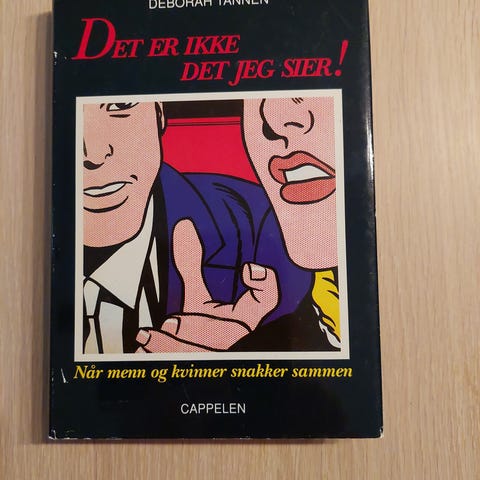 DEBORAH TANNEN
DET ER IKKE
DET JEG SIER!
Når menn og kvinner snakker sammen
CAPPELEN